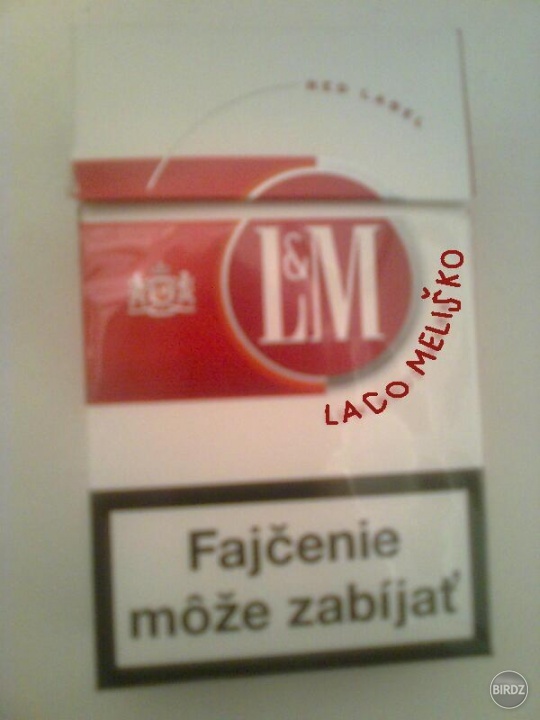 RED LABEL
L&M
LACO MELIŠKO
Fajčenie
môže zabíjať
BIRDZ